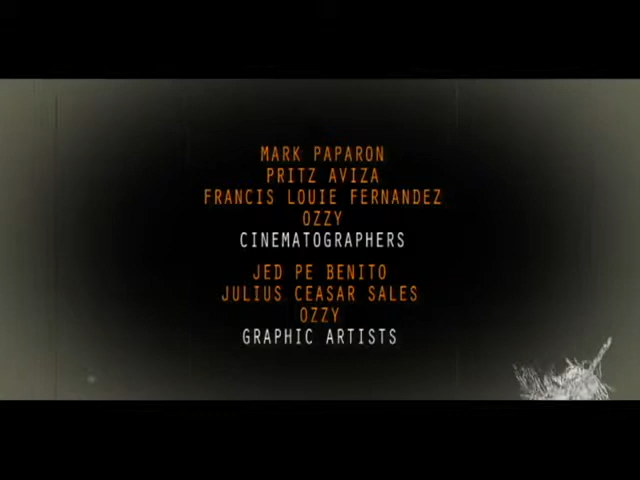 MARK PAPARON
PRITZ AVIZA
FRANCIS LOUIE FERNANDEZ
OZZY
CINEMATOGRAPHERS
JED PE BENITO
JULIUS CEASAR SALES
OZZY
GRAPHIC ARTISTS